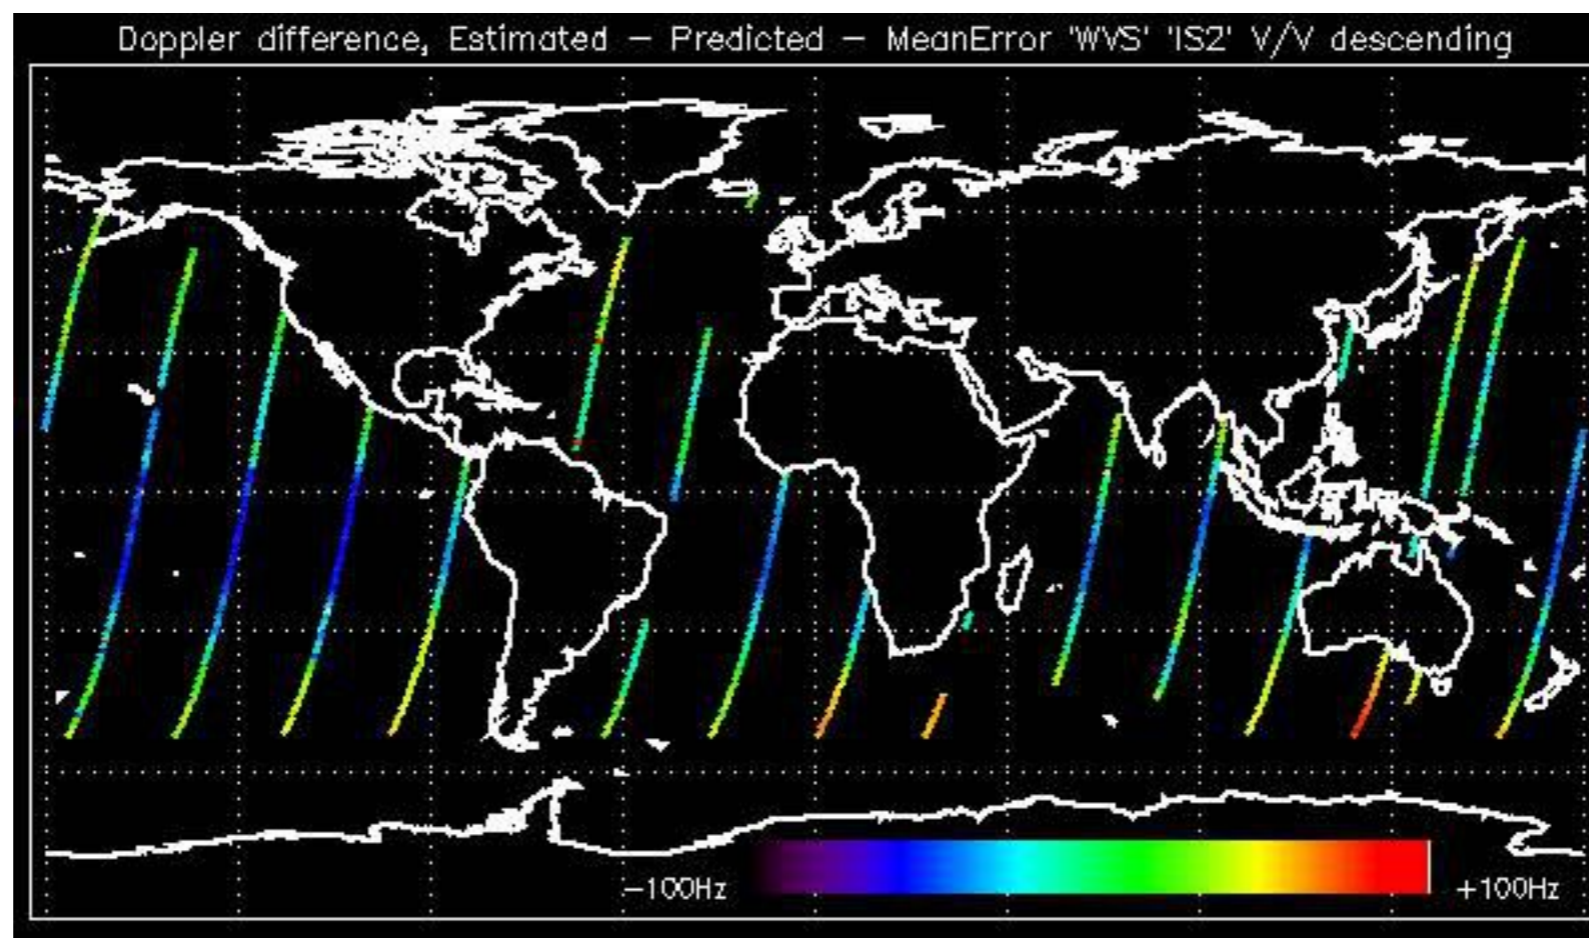 Doppler difference, Estimated – Predicted – MeanError 'WVS' 'IS2' V/V descending
-100Hz +100Hz